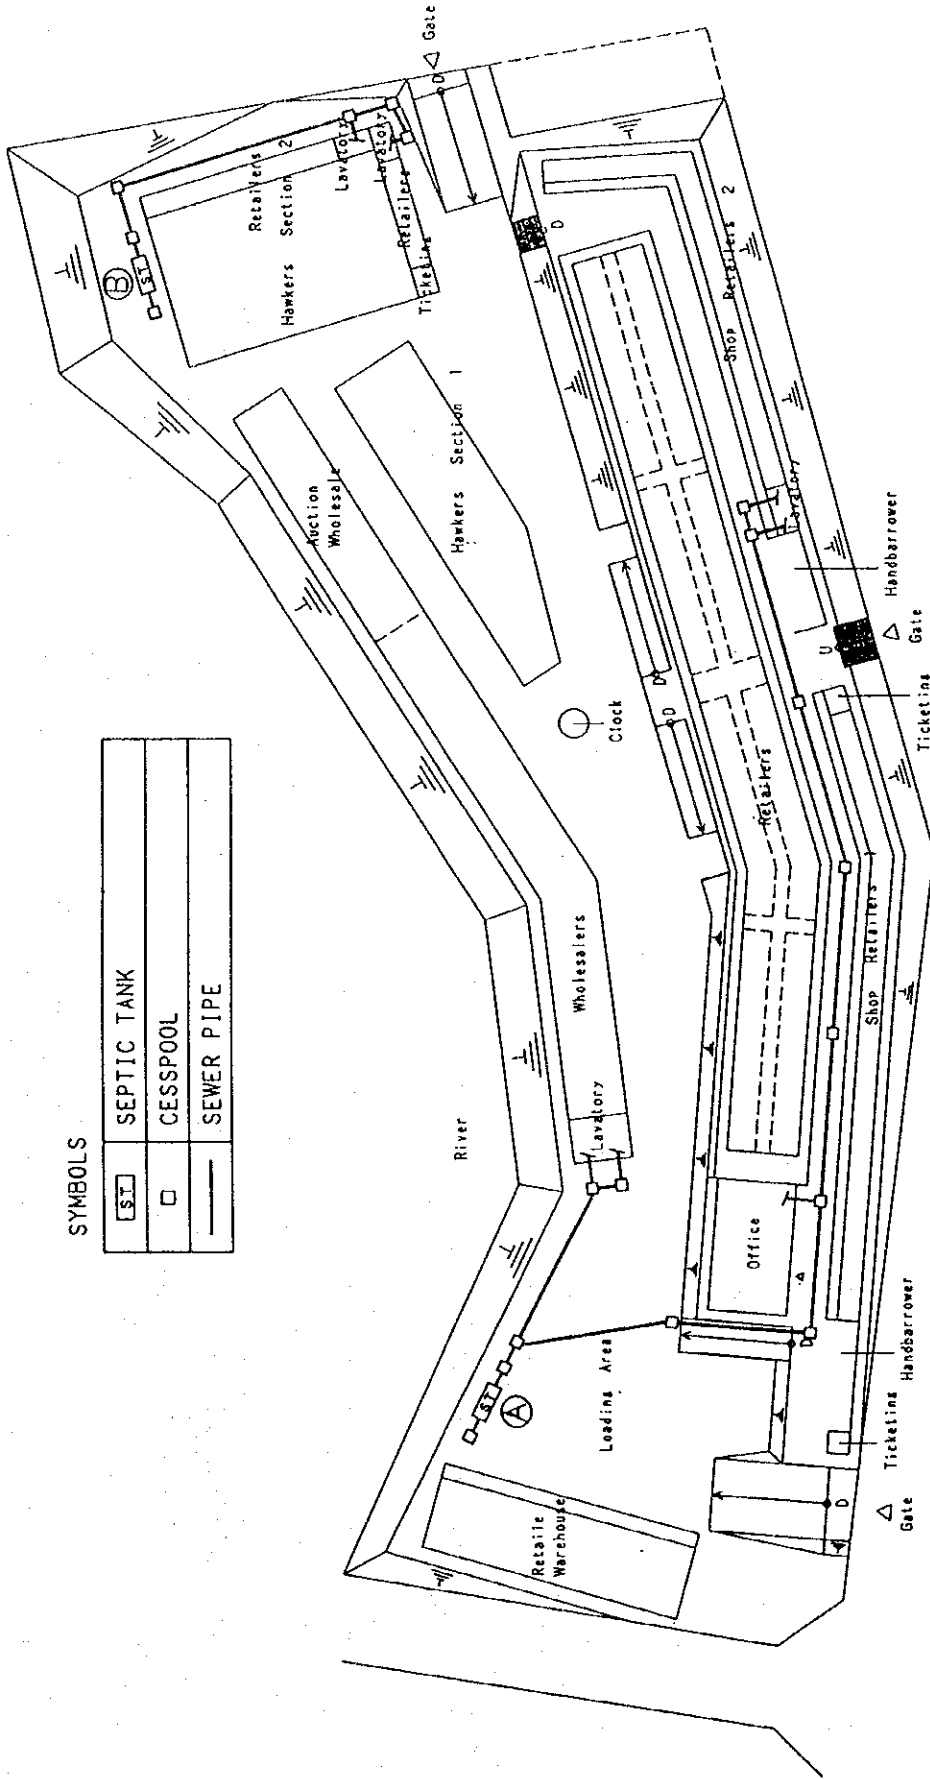 SYMBOLS
ST SEPTIC TANK
CESSPOOL
SEWER PIPE
River
B
ST
Retailers
Hawkers Section 2
Lavatory
Lavatory
Retailers
Ticketing
D
Gate
Auction
Wholesale
Hawkers Section 1
Clock
Wholesalers
Lavatory
D
D
D
Shop Retailers 2
Lavatory
Handbarrower
U
Gate
Ticketing
Retailers
Shop Retailers 1
Office
ST
A
Loading Area
D
Retaile
Warehouse
D
Handbarrower
Ticketing
Gate